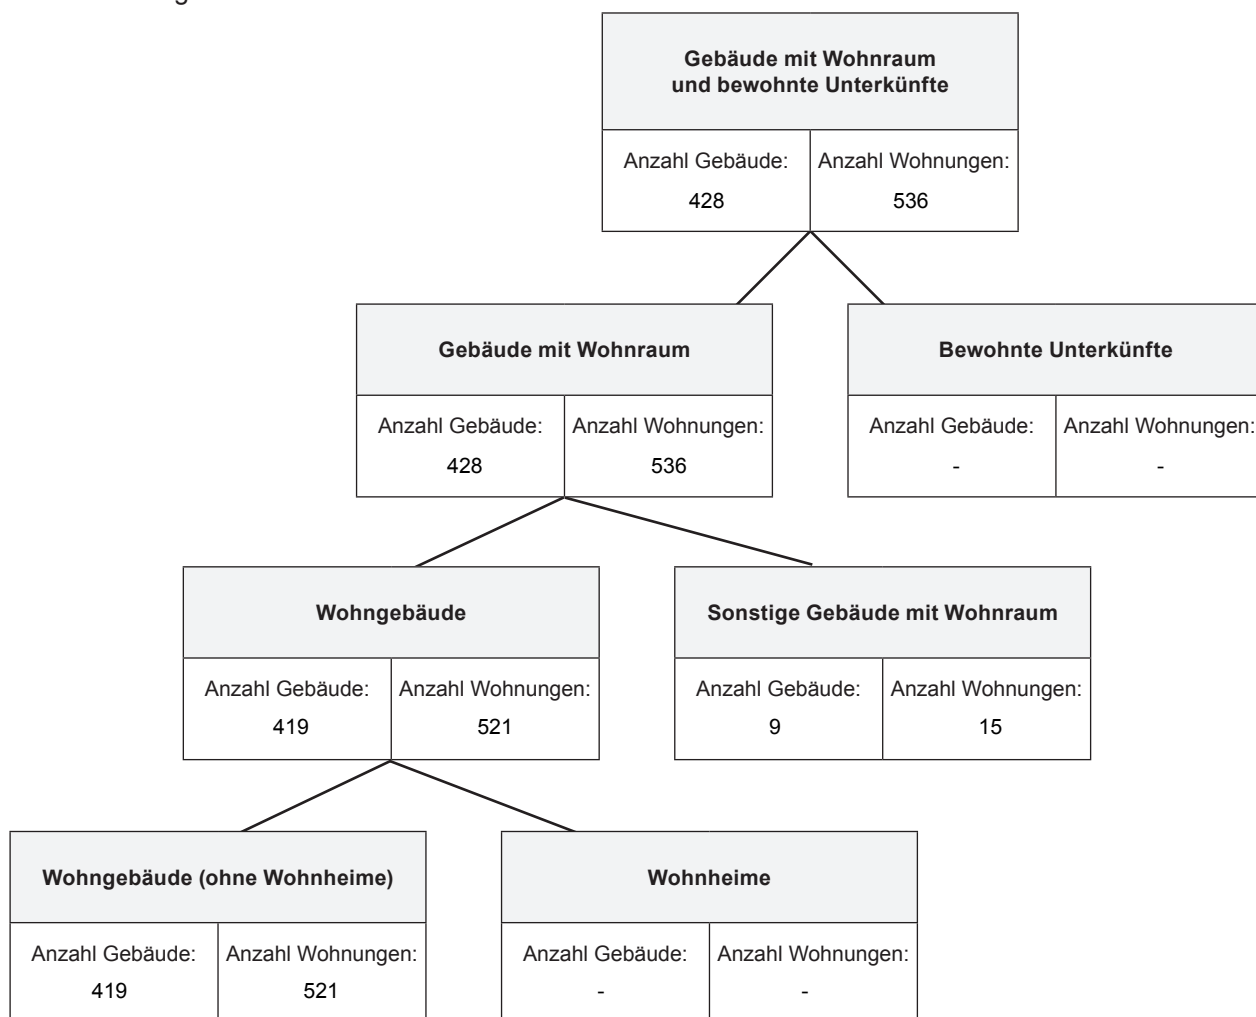 Gebäude mit Wohnraum
und bewohnte Unterkünfte
Anzahl Gebäude: Anzahl Wohnungen:
428 536
Gebäude mit Wohnraum
Anzahl Gebäude: Anzahl Wohnungen:
428 536
Bewohnte Unterkünfte
Anzahl Gebäude: Anzahl Wohnungen:
- -
Wohngebäude
Anzahl Gebäude: Anzahl Wohnungen:
419 521
Sonstige Gebäude mit Wohnraum
Anzahl Gebäude: Anzahl Wohnungen:
9 15
Wohngebäude (ohne Wohnheime)
Anzahl Gebäude: Anzahl Wohnungen:
419 521
Wohnheime
Anzahl Gebäude: Anzahl Wohnungen:
- -